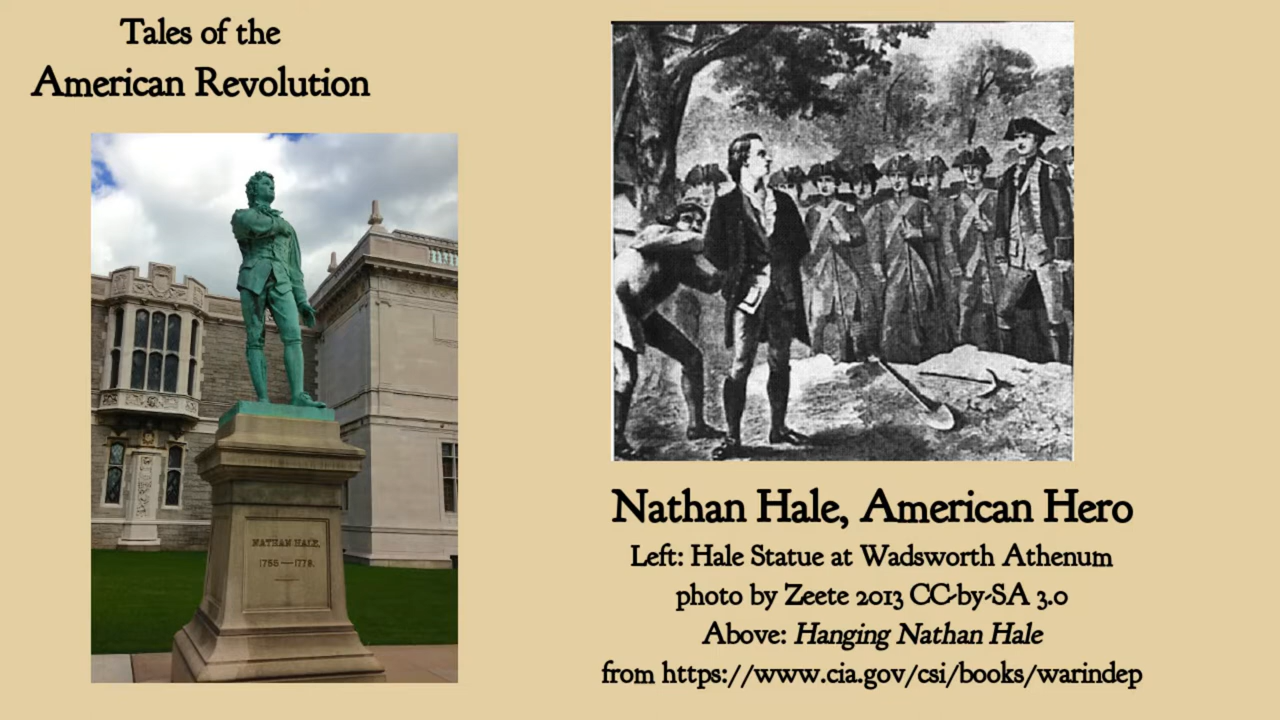 Tales of the
American Revolution
NATHAN HALE,
Nathan Hale, American Hero
Left: Hale Statue at Wadsworth Athenum
photo by Zeete 2013 CC-by-SA 3.0
Above: Hanging Nathan Hale
from https://www.cia.gov/csi/books/warindep